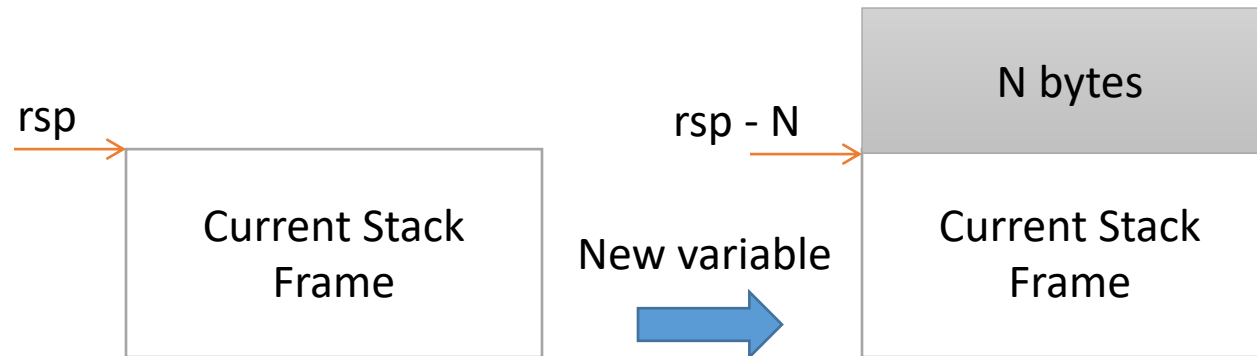 rsp
Current Stack
Frame
New variable
rsp - N
N bytes
Current Stack
Frame